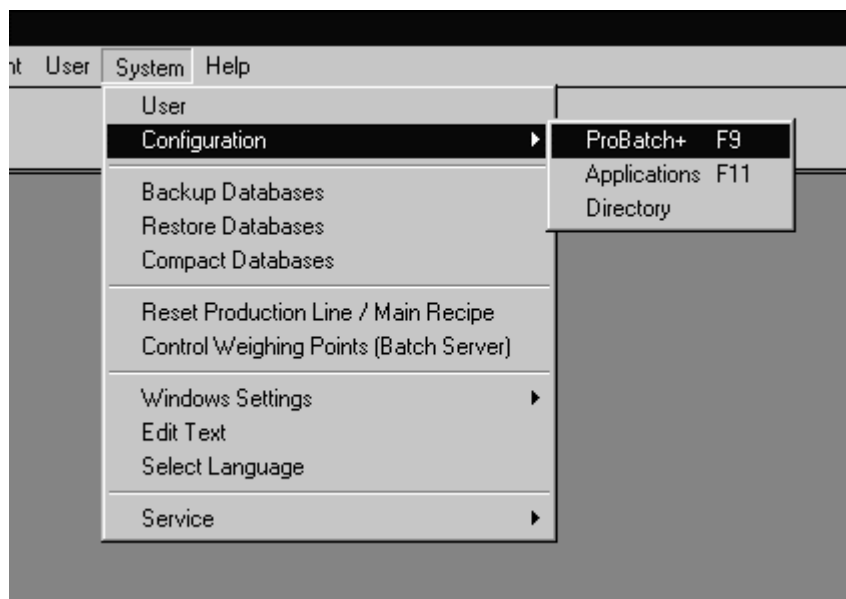 nt User System Help
User
Configuration
ProBatch+ F9
Applications F11
Directory
Backup Databases
Restore Databases
Compact Databases
Reset Production Line / Main Recipe
Control Weighing Points (Batch Server)
Windows Settings
Edit Text
Select Language
Service